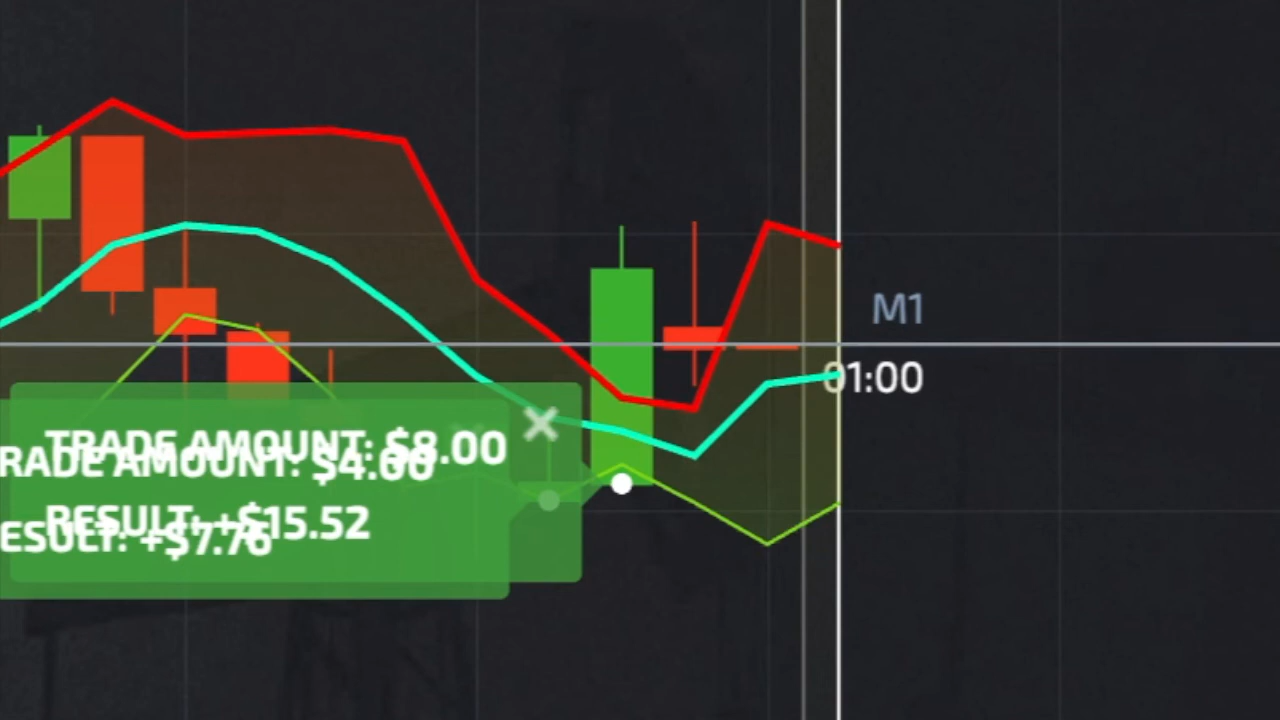 M1
01:00
TRADE AMOUNT: $8.00
RADE AMOUNT: $4.00
RESULT: +$15.52
ESULT: +$7.76